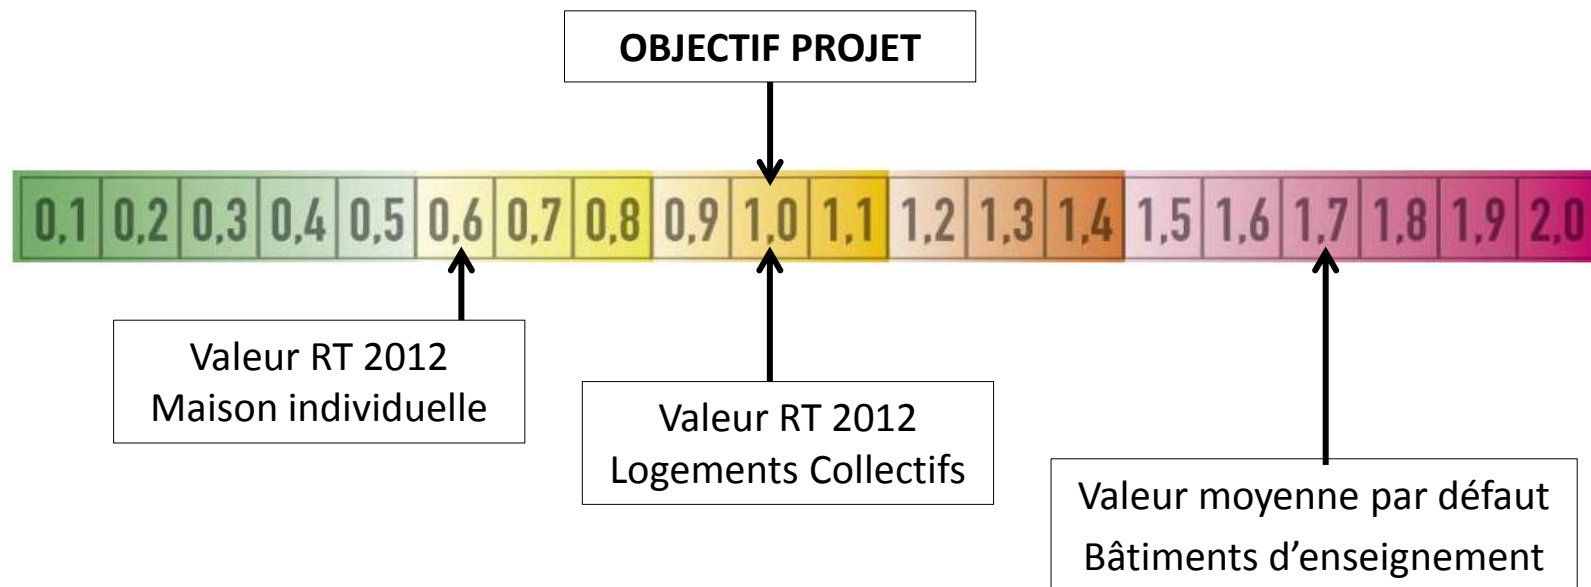 OBJECTIF PROJET
0,1 0,2 0,3 0,4 0,5 0,6 0,7 0,8 0,9 1,0 1,1 1,2 1,3 1,4 1,5 1,6 1,7 1,8 1,9 2,0
Valeur RT 2012
Maison individuelle
Valeur RT 2012
Logements Collectifs
Valeur moyenne par défaut
Bâtiments d’enseignement